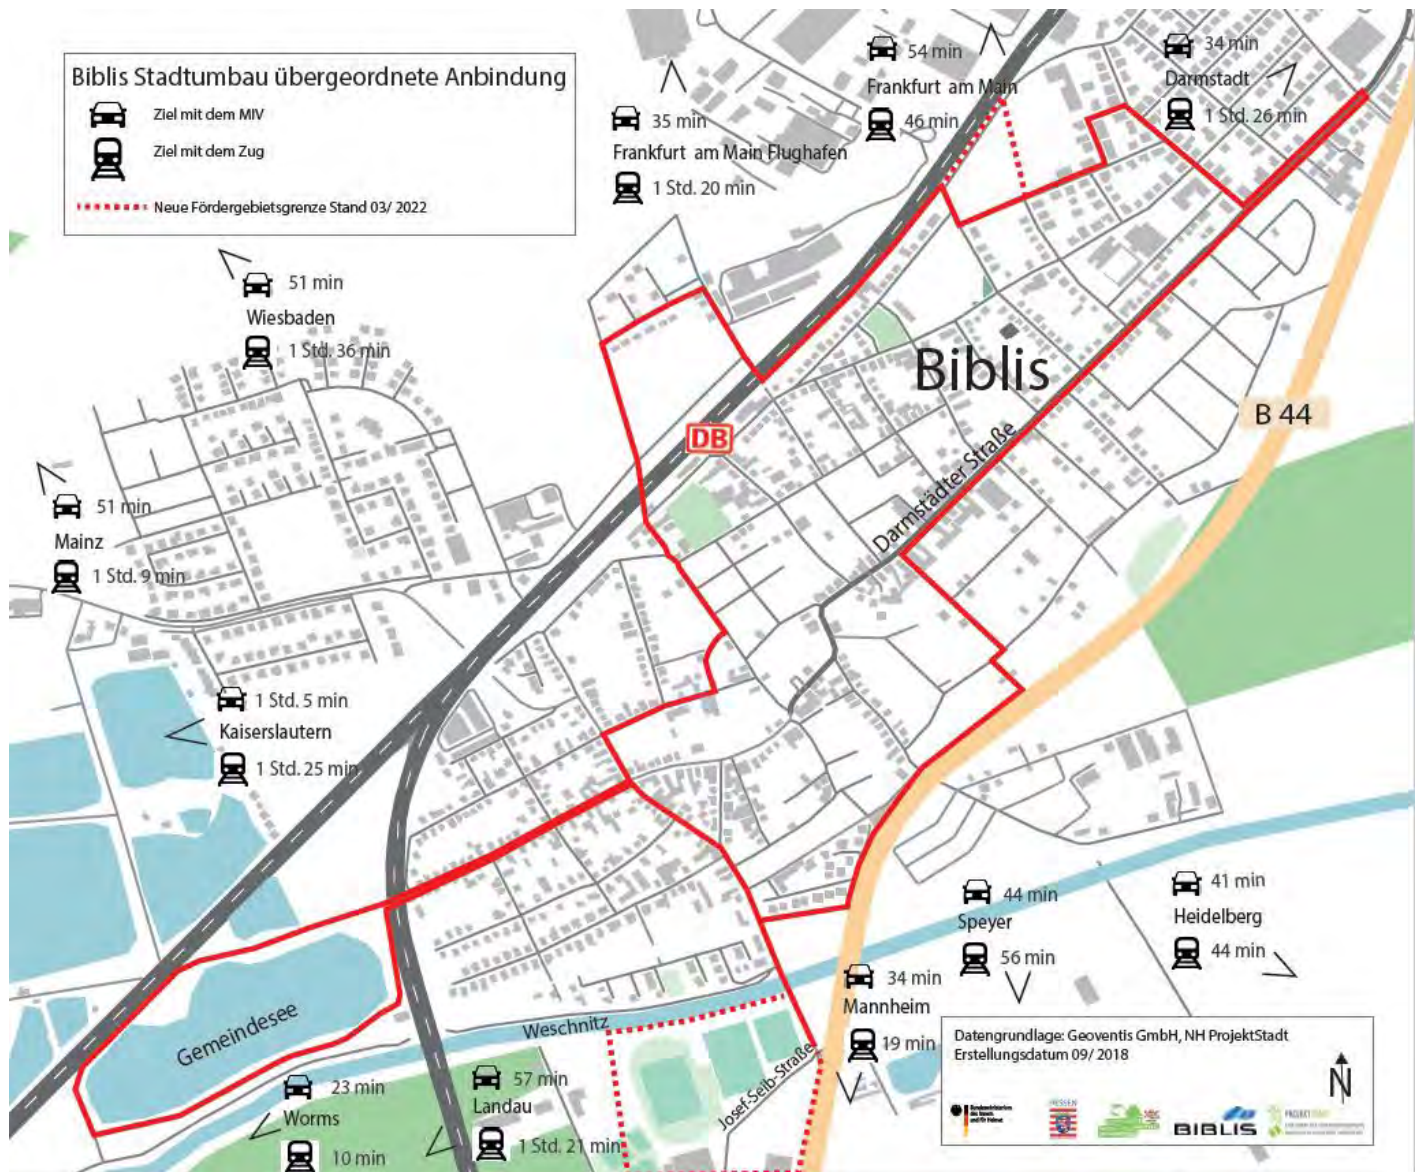 Biblis Stadtumbau übergeordnete Anbindung
Ziel mit dem MIV
Ziel mit dem Zug
Neue Fördergebietsgrenze Stand 03/ 2022
54 min
Frankfurt am Main
46 min
34 min
Darmstadt
1 Std. 26 min
35 min
Frankfurt am Main Flughafen
1 Std. 20 min
51 min
Wiesbaden
1 Std. 36 min
Biblis
B 44
DB
Darmstädter Straße
51 min
Mainz
1 Std. 9 min
1 Std. 5 min
Kaiserslautern
1 Std. 25 min
44 min
Speyer
56 min
41 min
Heidelberg
44 min
34 min
Mannheim
19 min
Gemeindesee
Weschnitz
Josef-Seib-Straße
23 min
Worms
10 min
57 min
Landau
1 Std. 21 min
Datengrundlage: Geoventis GmbH, NH ProjektStadt
Erstellungsdatum 09/ 2018
N
HESSEN
BIBLIS